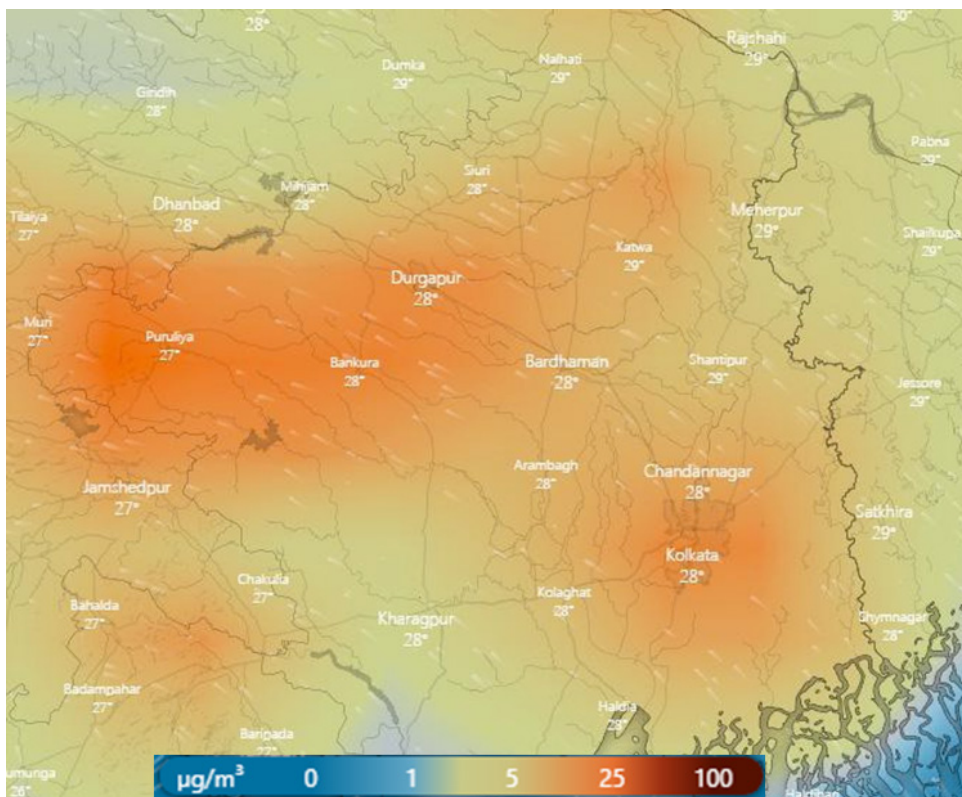 28°
30°
Rajshahi
29°
Dumka
29°
Nalhati
29°
Giridih
28°
Pabna
29°
Siuri
28°
Mihijam
28°
Dhanbad
28°
Tilaiya
27°
Meherpur
29°
Shailkupa
29°
Katwa
29°
Durgapur
28°
Muri
27°
Puruliya
27°
Bankura
28°
Bardhaman
28°
Shantipur
29°
Jessore
29°
Arambagh
28°
Chandannagar
28°
Jamshedpur
27°
Satkhira
29°
Kolkata
28°
Chakulia
27°
Bahalda
27°
Kolaghat
28°
Kharagpur
28°
Shymnagar
28°
Badampahar
27°
Haldia
28°
Baripada
27°
umunga
26°
µg/m³ 0 1 5 25 100